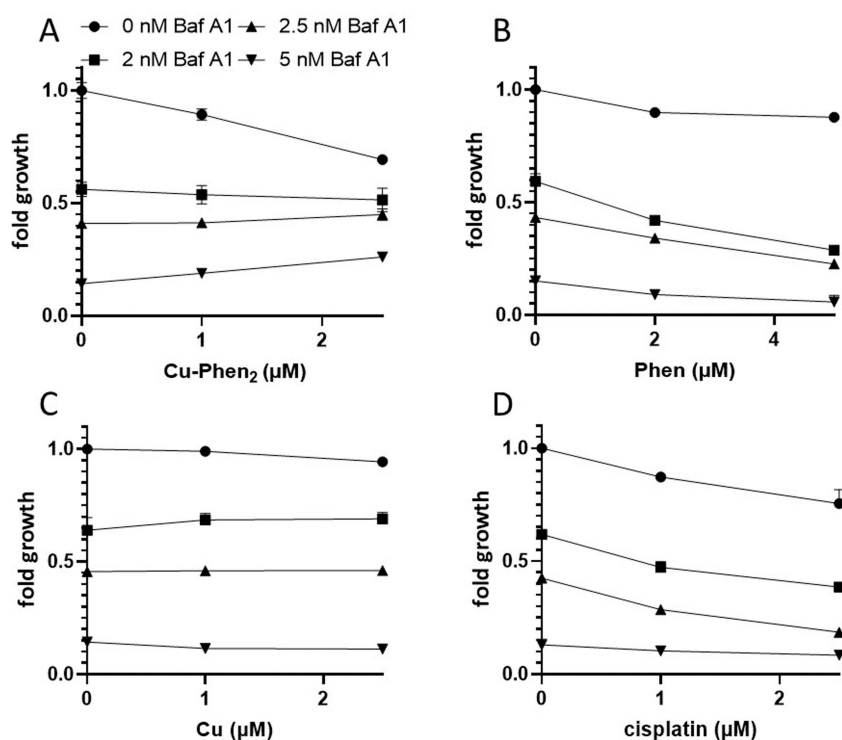 A
0 nM Baf A1
2.5 nM Baf A1
2 nM Baf A1
5 nM Baf A1
fold growth
1.0
0.5
0.0
0
1
2
Cu-Phen₂ (µM)
B
fold growth
1.0
0.5
0.0
0
2
4
Phen (µM)
C
fold growth
1.0
0.5
0.0
0
1
2
Cu (µM)
D
fold growth
1.0
0.5
0.0
0
1
2
cisplatin (µM)